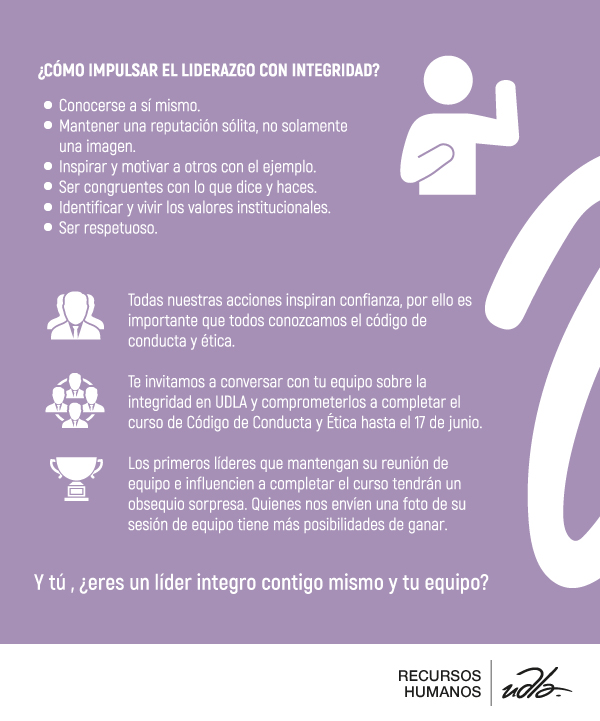 ¿CÓMO IMPULSAR EL LIDERAZGO CON INTEGRIDAD?
Conocerse a sí mismo.
Mantener una reputación sólita, no solamente
una imagen.
Inspirar y motivar a otros con el ejemplo.
Ser congruentes con lo que dice y haces.
Identificar y vivir los valores institucionales.
Ser respetuoso.
Todas nuestras acciones inspiran confianza, por ello es
importante que todos conozcamos el código de
conducta y ética.
Te invitamos a conversar con tu equipo sobre la
integridad en UDLA y comprometerlos a completar el
curso de Código de Conducta y Ética hasta el 17 de junio.
Los primeros líderes que mantengan su reunión de
equipo e influencien a completar el curso tendrán un
obsequio sorpresa. Quienes nos envíen una foto de su
sesión de equipo tiene más posibilidades de ganar.
Y tú , ¿eres un líder integro contigo mismo y tu equipo?
RECURSOS
HUMANOS
udla